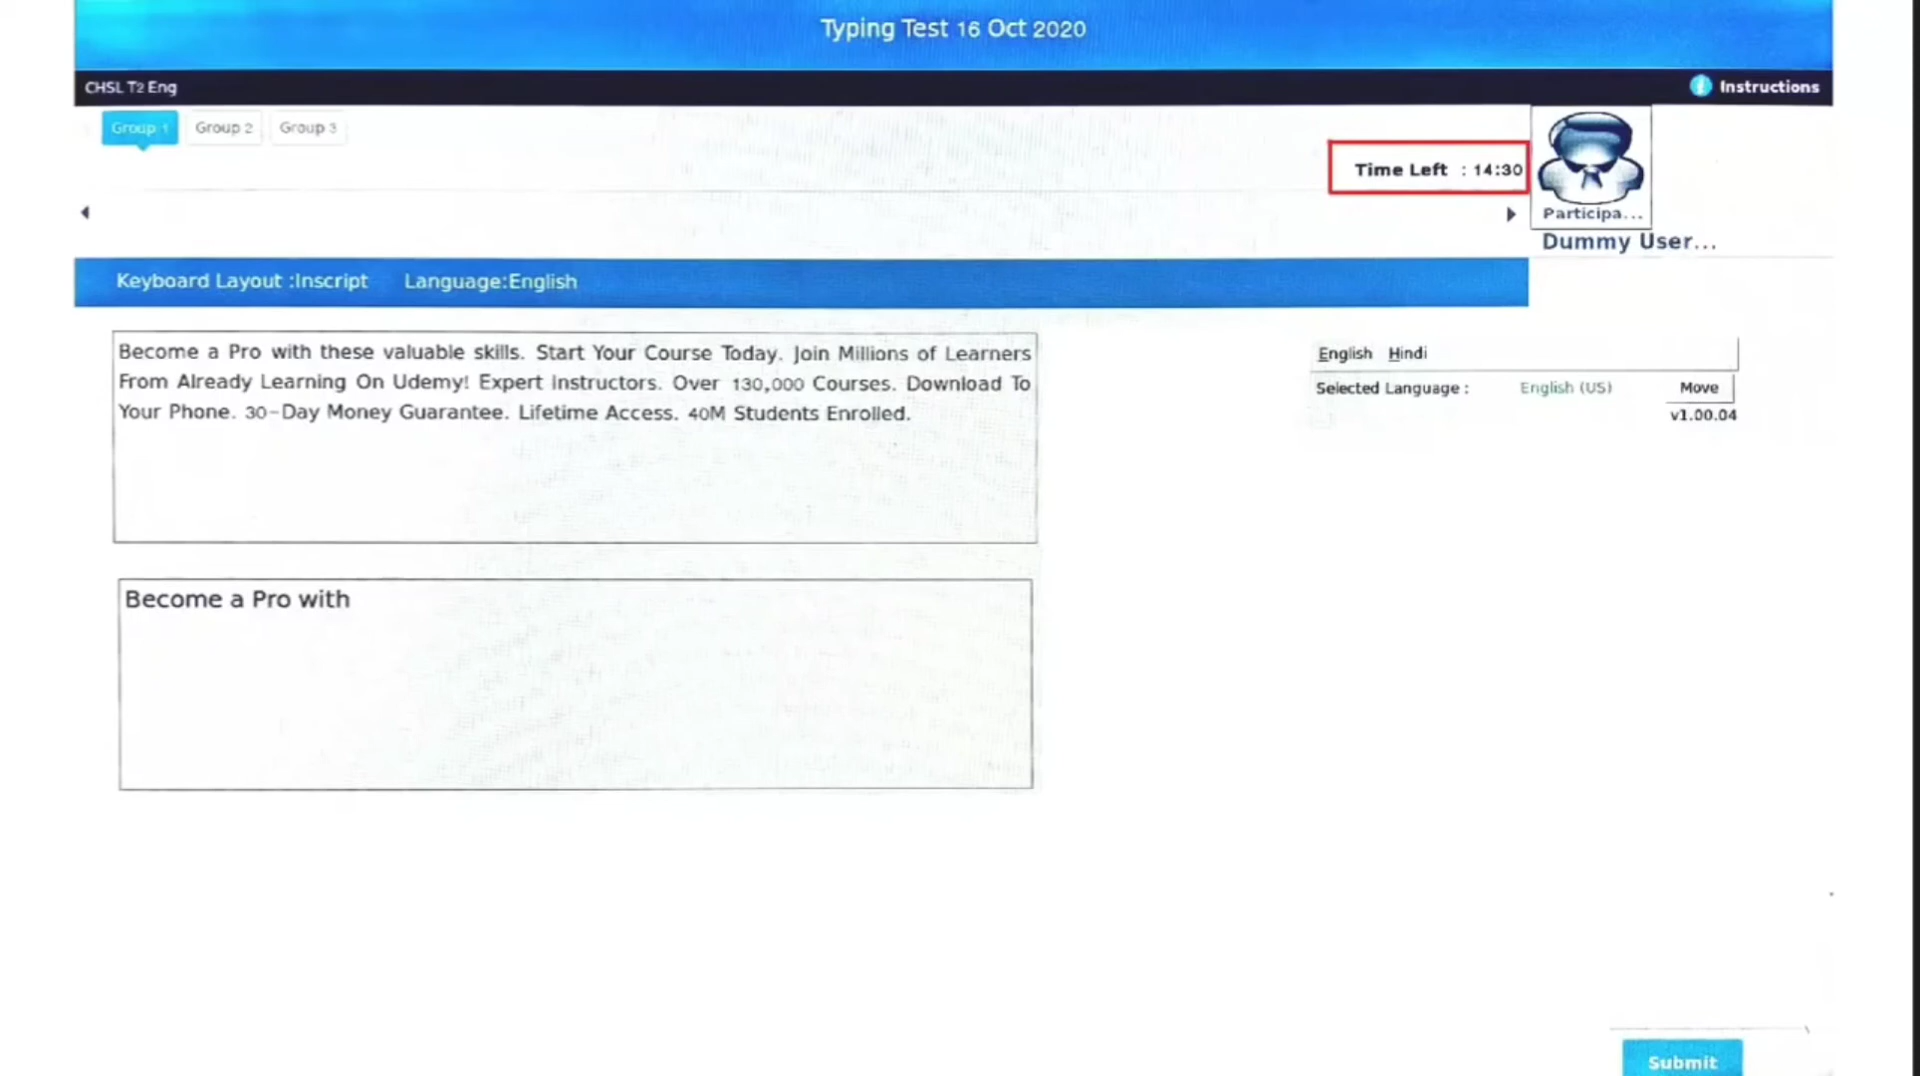 Typing Test 16 Oct 2020
CHSL T2 Eng
Instructions
Group 1 Group 2 Group 3
Time Left : 14:30
Participa...
Dummy User...
Keyboard Layout :Inscript Language:English
Become a Pro with these valuable skills. Start Your Course Today. Join Millions of Learners
From Already Learning On Udemy! Expert Instructors. Over 130,000 Courses. Download To
Your Phone. 30-Day Money Guarantee. Lifetime Access. 40M Students Enrolled.
English Hindi
Selected Language : English (US) Move
v1.00.04
Become a Pro with
Submit